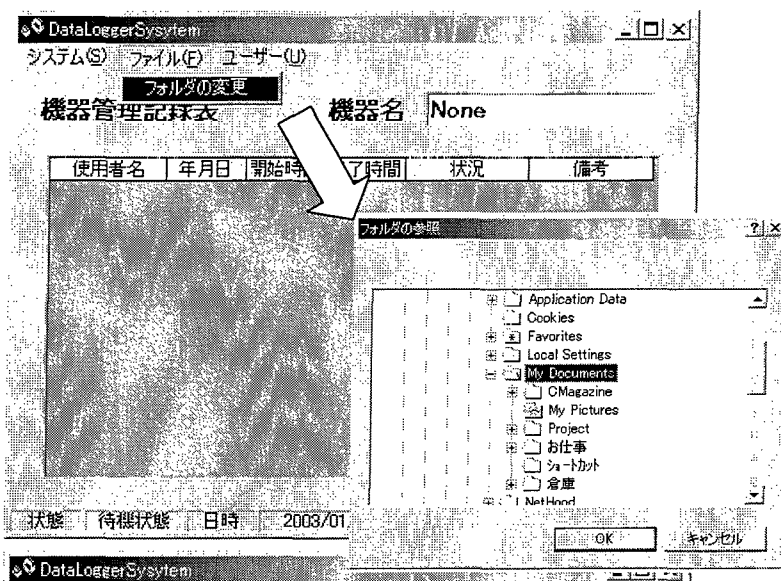 DataLoggerSysytem
システム(S) ファイル(F) ユーザー(U)
フォルダの変更
機器管理記録表 機器名 None
使用者名 年月日 開始時 了時間 状況 備考
フォルダの参照
Application Data
Cookies
Favorites
Local Settings
My Documents
CMagazine
My Pictures
Project
お仕事
ショートカット
倉庫
NetHood
OK キャンセル
状態 待機状態 日時 2003/01
DataLoggerSysytem